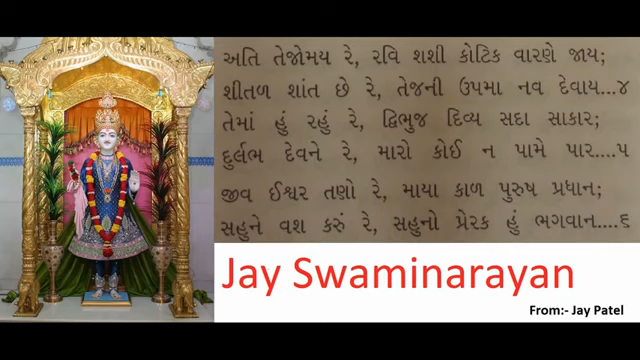 અતિ તેજોમય રે, રવિ શશી કોટિક વારણે જાય;
શીતળ શાંત છે રે, તેજની ઉપમા નવ દેવાય...૪
તેમાં હું રહું રે, દ્વિભુજ દિવ્ય સદા સાકાર;
દુર્લભ દેવને રે, મારો કોઈ ન પામે પાર....૫
જીવ ઈશ્વર તણો રે, માયા કાળ પુરુષ પ્રધાન;
સહુને વશ કરું રે, સહુનો પ્રેરક હું ભગવાન....૬
Jay Swaminarayan
From:- Jay Patel